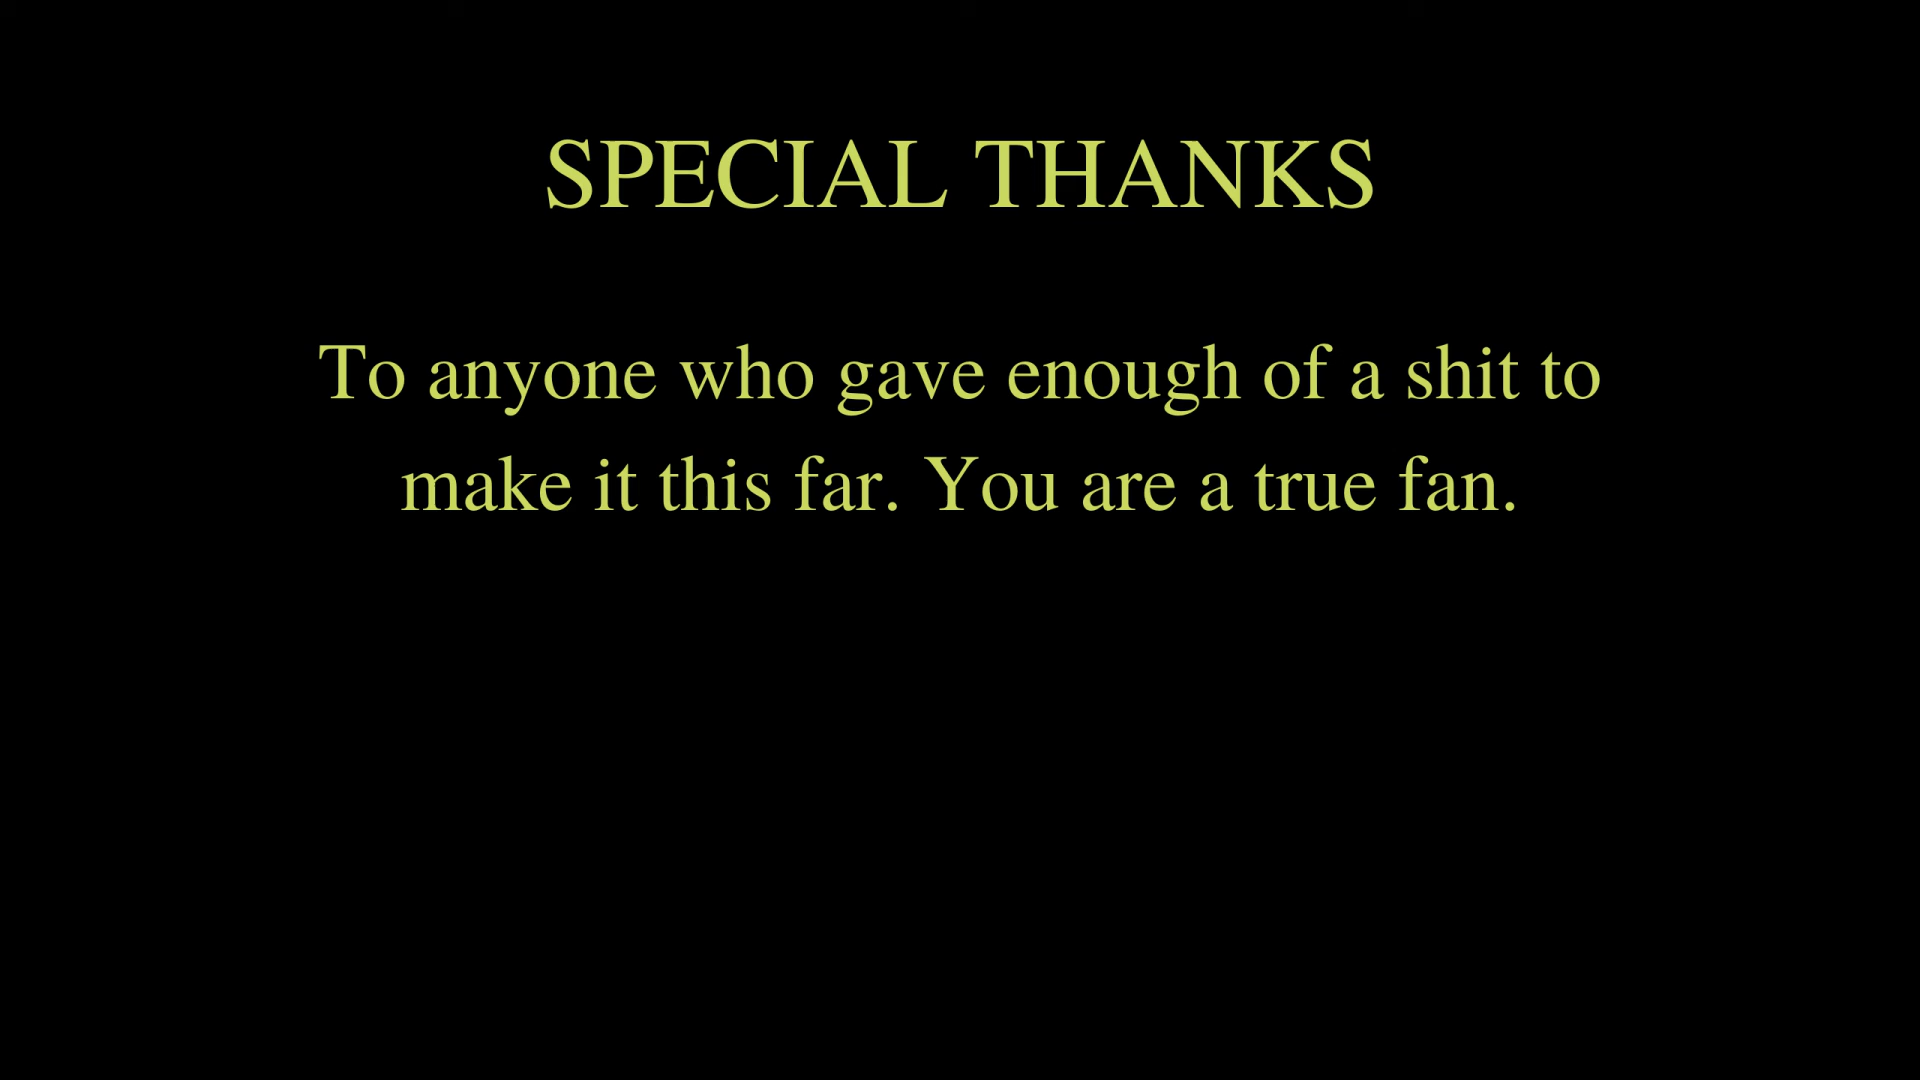 SPECIAL THANKS
To anyone who gave enough of a shit to
make it this far. You are a true fan.